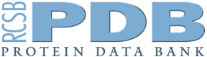 RCSB
PDB
PROTEIN DATA BANK